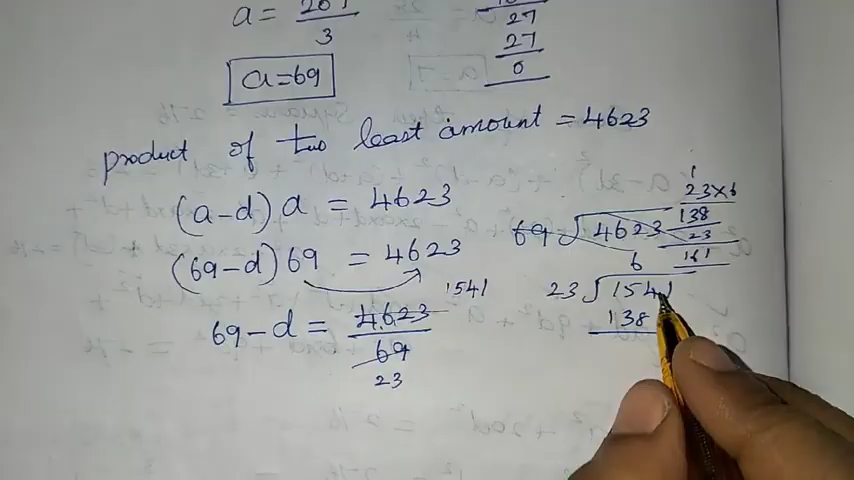 a = 207
3
27
27
0
a=69
product of two least amount = 4623
(a-d) a = 4623
(69-d) 69 = 4623
69-d = 4623
69
1541
23
1
23×6
138
23
161
69 4623
6
23 1541
138